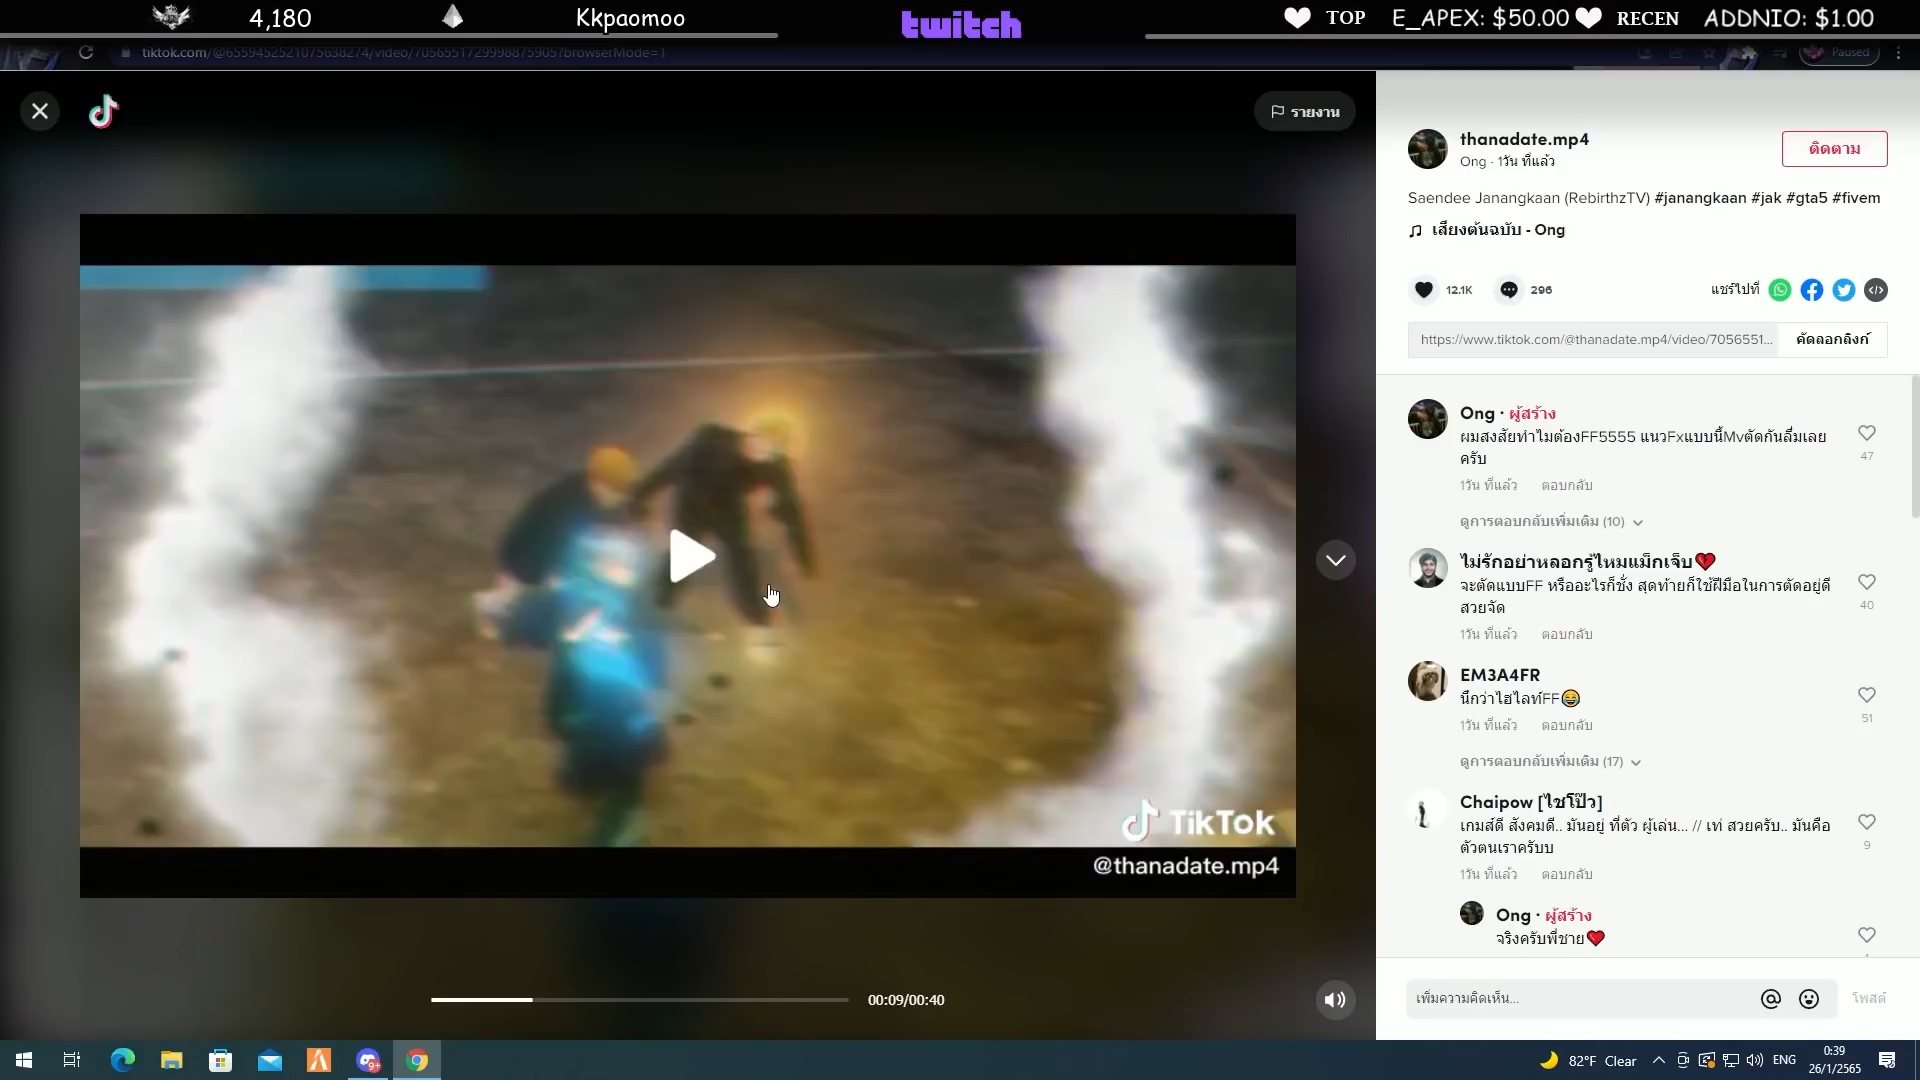 4,180
Kkpaomoo
twitch
TOP
E_APEX: $50.00
RECEN
ADDNIO: $1.00
tiktok.com/@6559452521075638274/video/7056551729998875905?browserMode=1
Paused
รายงาน
thanadate.mp4
Ong · 1วัน ที่แล้ว
ติดตาม
Saendee Janangkaan (RebirthzTV) #janangkaan #jak #gta5 #fivem
เสียงต้นฉบับ - Ong
12.1K
296
แชร์ไปที่
https://www.tiktok.com/@thanadate.mp4/video/7056551...
คัดลอกลิงก์
Ong · ผู้สร้าง
ผมสงสัยทำไมต้องFF5555 แนวFxแบบนี้Mvตัดกันลื่มเลย
ครับ
47
1วัน ที่แล้ว ตอบกลับ
ดูการตอบกลับเพิ่มเติม (10)
ไม่รักอย่าหลอกรู้ไหมแม็กเจ็บ💔
จะตัดแบบFF หรืออะไรก็ชั่ง สุดท้ายก็ใช้ฝีมือในการตัดอยู่ดี
สวยจัด
40
1วัน ที่แล้ว ตอบกลับ
EM3A4FR
นึกว่าไฮไลท์FF😂
51
1วัน ที่แล้ว ตอบกลับ
ดูการตอบกลับเพิ่มเติม (17)
Chaipow [ไชโป๊ว]
เกมส์ดี สังคมดี.. มันอยู่ ที่ตัว ผู้เล่น... // เท่ สวยครับ.. มันคือ
ตัวตนเราครับบ
9
1วัน ที่แล้ว ตอบกลับ
Ong · ผู้สร้าง
จริงครับพี่ชาย❤️
TikTok
@thanadate.mp4
00:09/00:40
เพิ่มความคิดเห็น...
โพสต์
9+
82°F Clear
ENG
0:39
26/1/2565